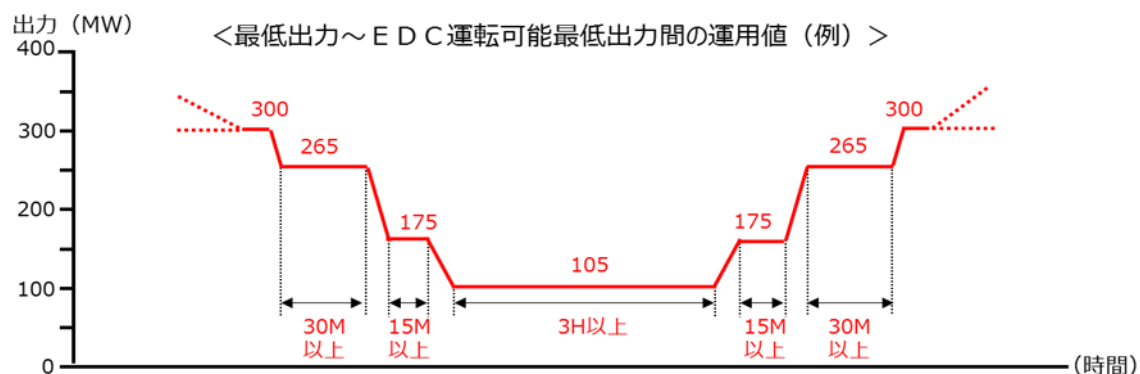 出力（MW）
＜最低出力～ＥＤＣ運転可能最低出力間の運用値（例）＞
400
300
200
100
0
300
265
175
105
175
265
300
30M
以上
15M
以上
3H以上
15M
以上
30M
以上
(時間)